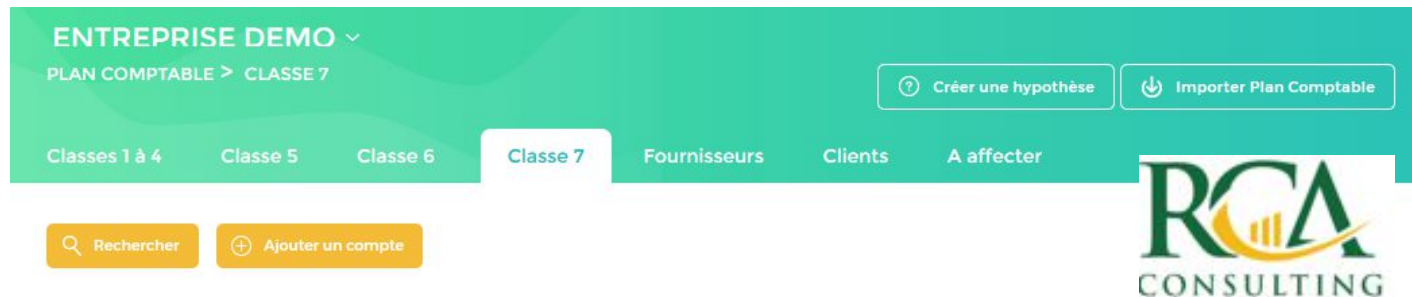 ENTREPRISE DEMO
PLAN COMPTABLE > CLASSE 7
Créer une hypothèse
Importer Plan Comptable
Classes 1 à 4
Classe 5
Classe 6
Classe 7
Fournisseurs
Clients
A affecter
Rechercher
Ajouter un compte
RCA
CONSULTING